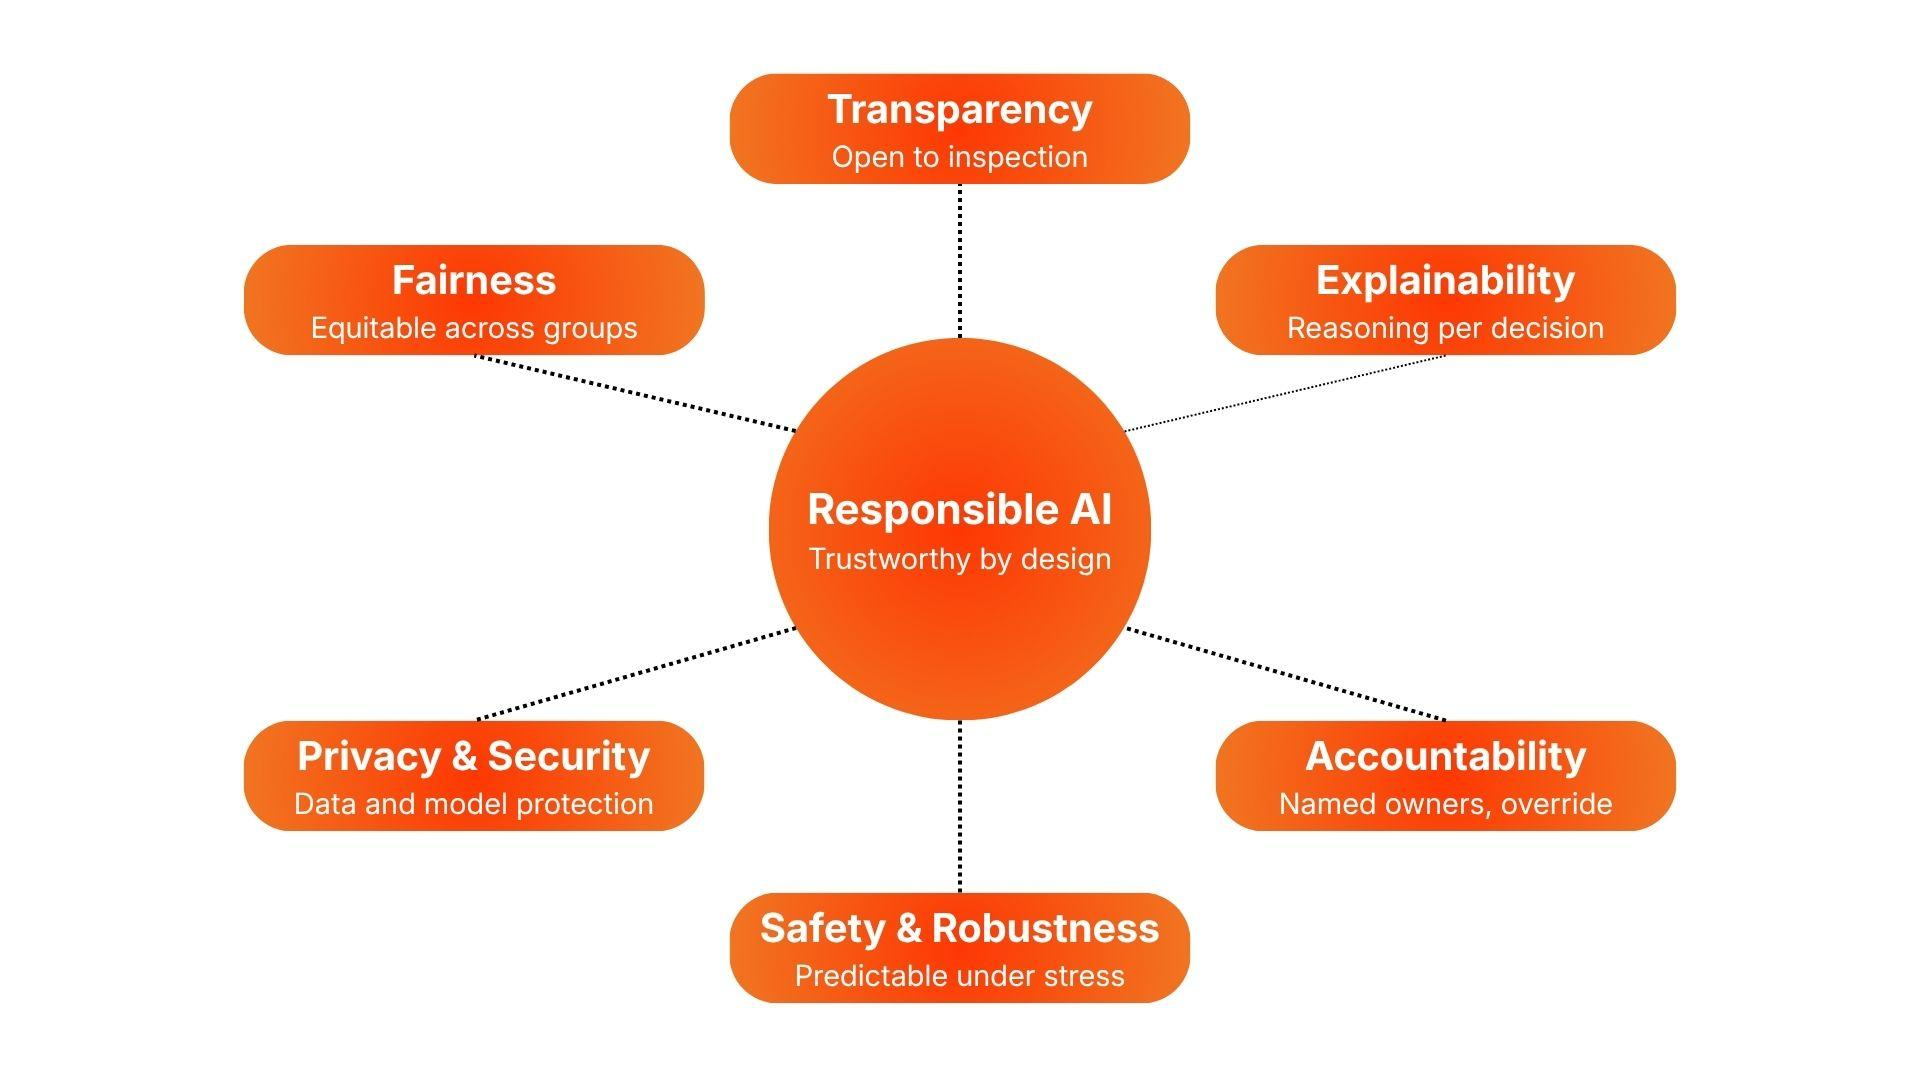 Transparency
Open to inspection
Fairness
Equitable across groups
Explainability
Reasoning per decision
Responsible AI
Trustworthy by design
Privacy & Security
Data and model protection
Accountability
Named owners, override
Safety & Robustness
Predictable under stress